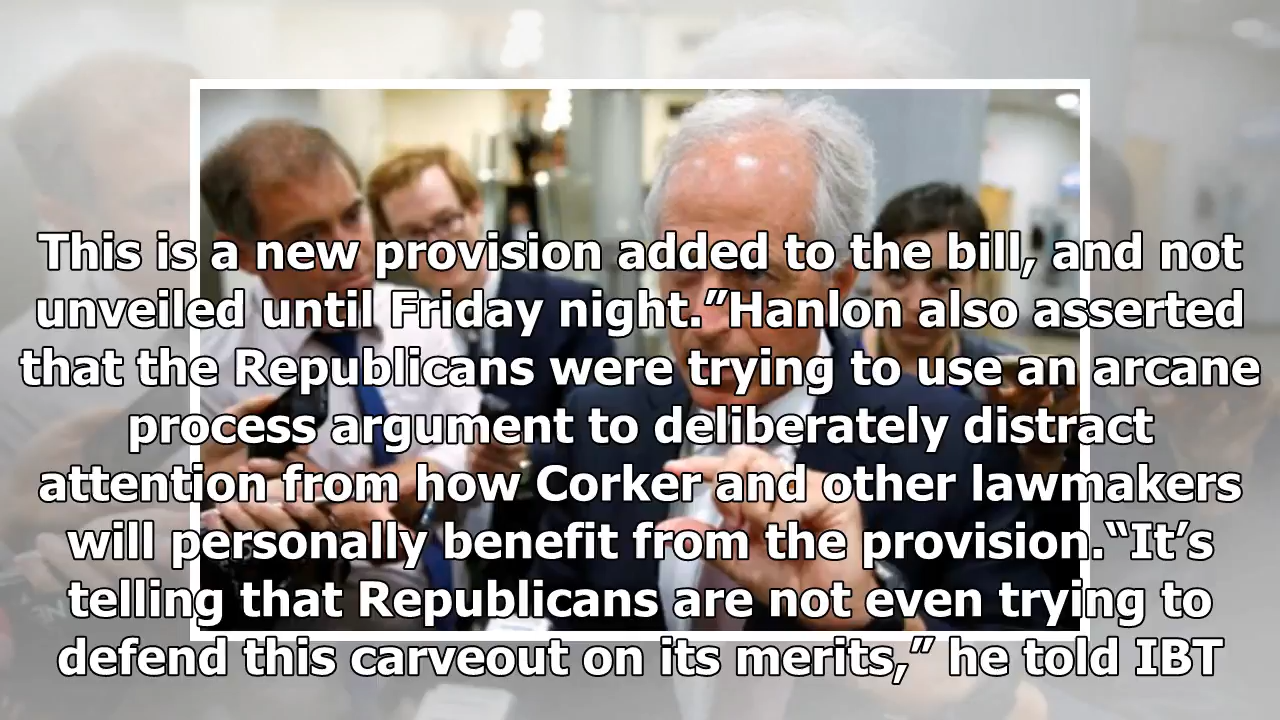 This is a new provision added to the bill, and not
unveiled until Friday night.”Hanlon also asserted
that the Republicans were trying to use an arcane
process argument to deliberately distract
attention from how Corker and other lawmakers
will personally benefit from the provision.“It’s
telling that Republicans are not even trying to
defend this carveout on its merits,” he told IBT